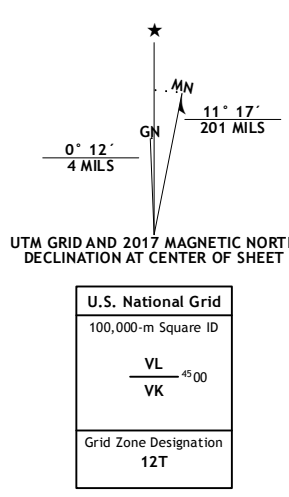 ★
MN
11° 17´
201 MILS
GN
0° 12´
4 MILS
UTM GRID AND 2017 MAGNETIC NORT
DECLINATION AT CENTER OF SHEET
U.S. National Grid
100,000-m Square ID
VL
4500
VK
Grid Zone Designation
12T